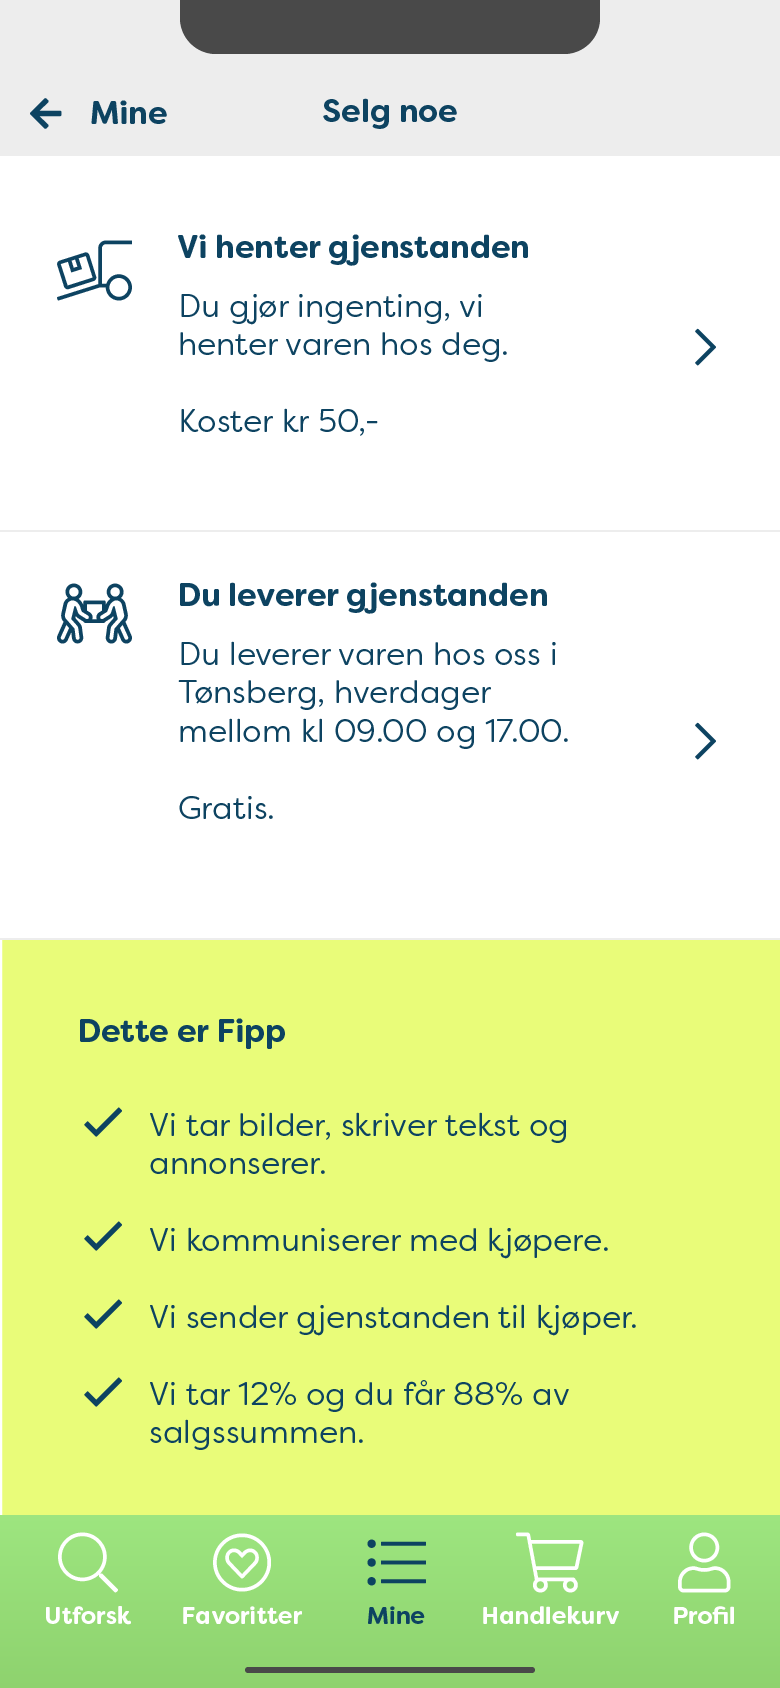 Mine
Selg noe
Vi henter gjenstanden
Du gjør ingenting, vi
henter varen hos deg.
Koster kr 50,-
Du leverer gjenstanden
Du leverer varen hos oss i
Tønsberg, hverdager
mellom kl 09.00 og 17.00.
Gratis.
Dette er Fipp
Vi tar bilder, skriver tekst og
annonserer.
Vi kommuniserer med kjøpere.
Vi sender gjenstanden til kjøper.
Vi tar 12% og du får 88% av
salgssummen.
Utforsk
Favoritter
Mine
Handlekurv
Profil